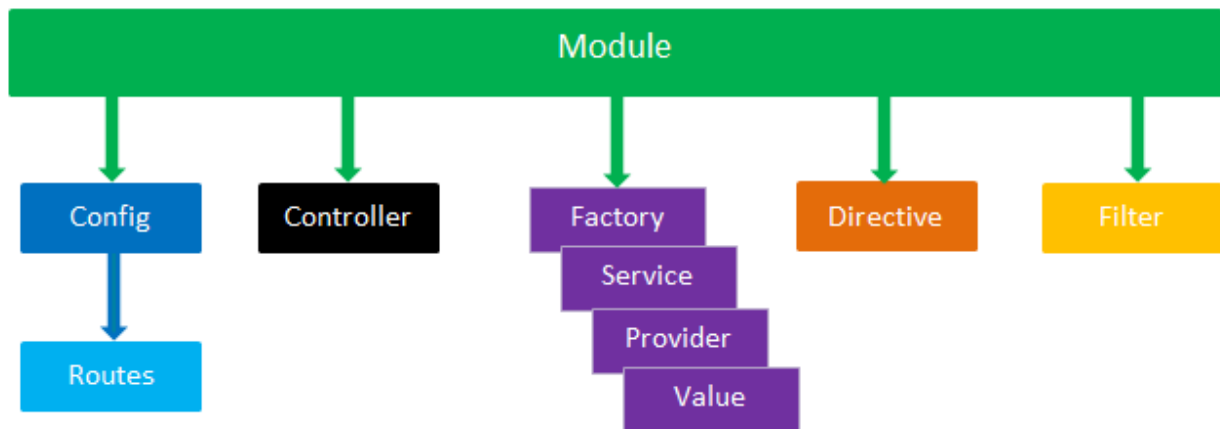 Module
Config
Controller
Factory
Directive
Filter
Service
Provider
Routes
Value